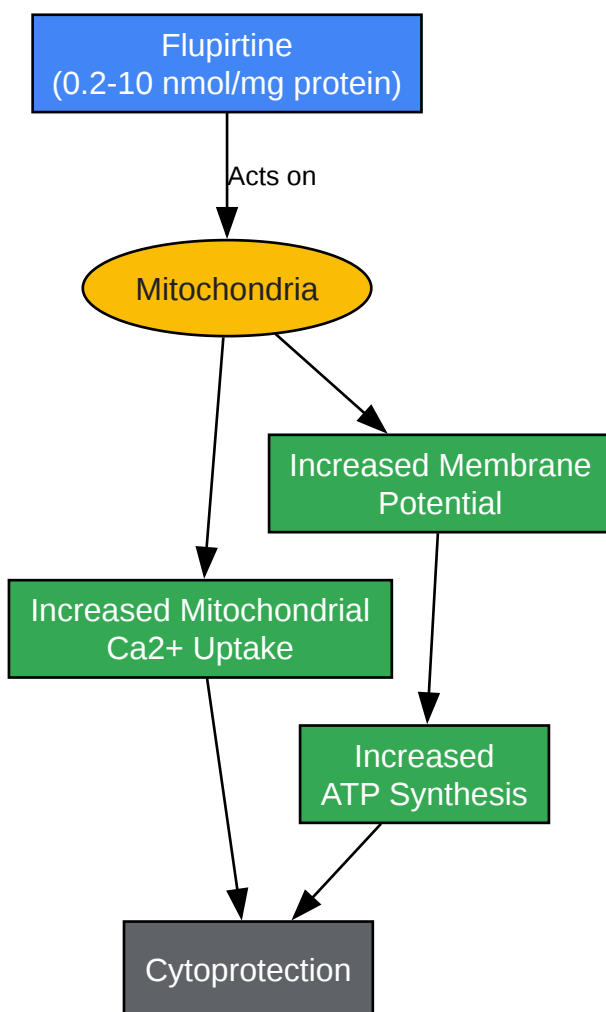 Flupirtine
(0.2-10 nmol/mg protein)
Acts on
Mitochondria
Increased Membrane
Potential
Increased Mitochondrial
Ca2+ Uptake
Increased
ATP Synthesis
Cytoprotection